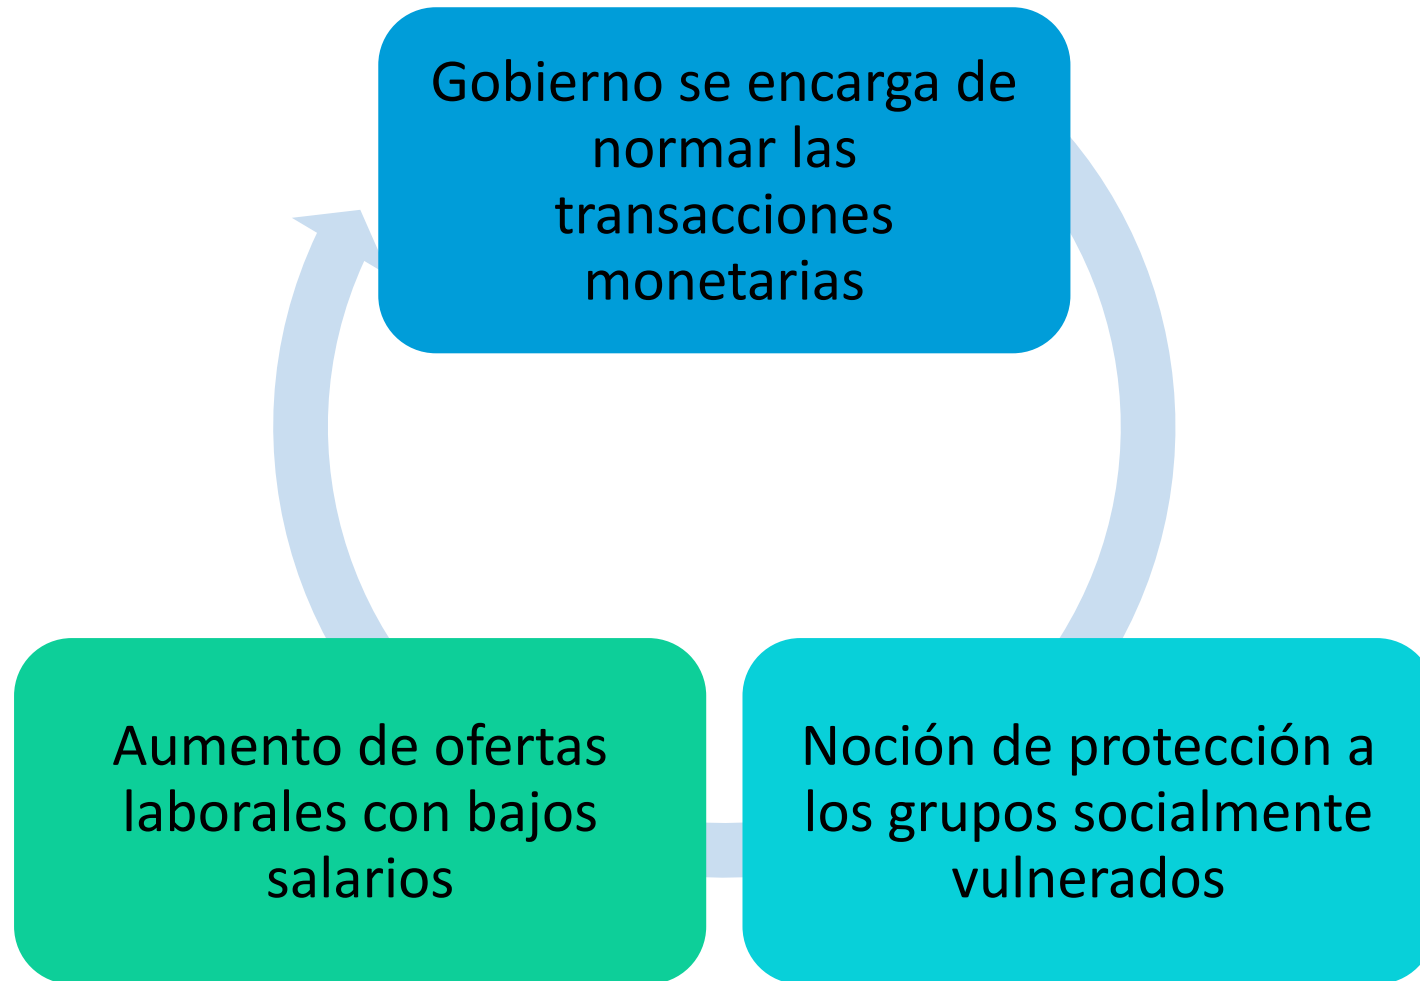 Gobierno se encarga de
normar las
transacciones
monetarias
Aumento de ofertas
laborales con bajos
salarios
Noción de protección a
los grupos socialmente
vulnerados